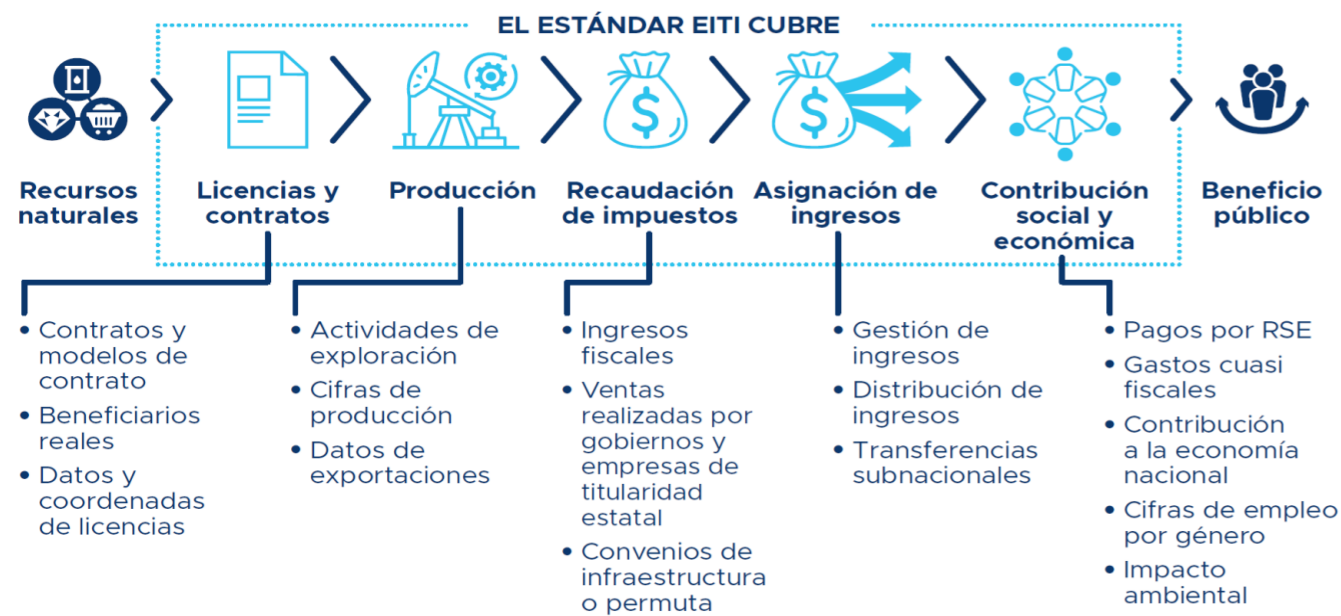 EL ESTÁNDAR EITI CUBRE
Recursos
naturales
Licencias y
contratos
Producción
Recaudación
de impuestos
Asignación de
ingresos
Contribución
social y
económica
Beneficio
público
• Contratos y
modelos de
contrato
• Beneficiarios
reales
• Datos y
coordenadas
de licencias
• Actividades de
exploración
• Cifras de
producción
• Datos de
exportaciones
• Ingresos
fiscales
• Ventas
realizadas por
gobiernos y
empresas de
titularidad
estatal
• Convenios de
infraestructura
o permuta
• Gestión de
ingresos
• Distribución de
ingresos
• Transferencias
subnacionales
• Pagos por RSE
• Gastos cuasi
fiscales
• Contribución
a la economía
nacional
• Cifras de empleo
por género
• Impacto
ambiental